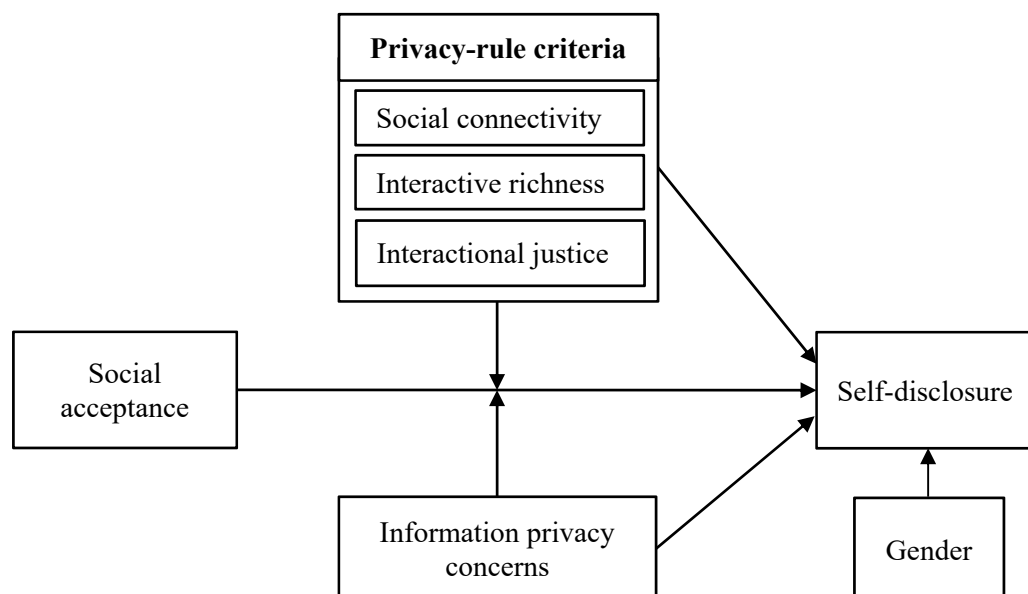 Privacy-rule criteria
Social connectivity
Interactive richness
Interactional justice
Social
acceptance
Self-disclosure
Information privacy
concerns
Gender